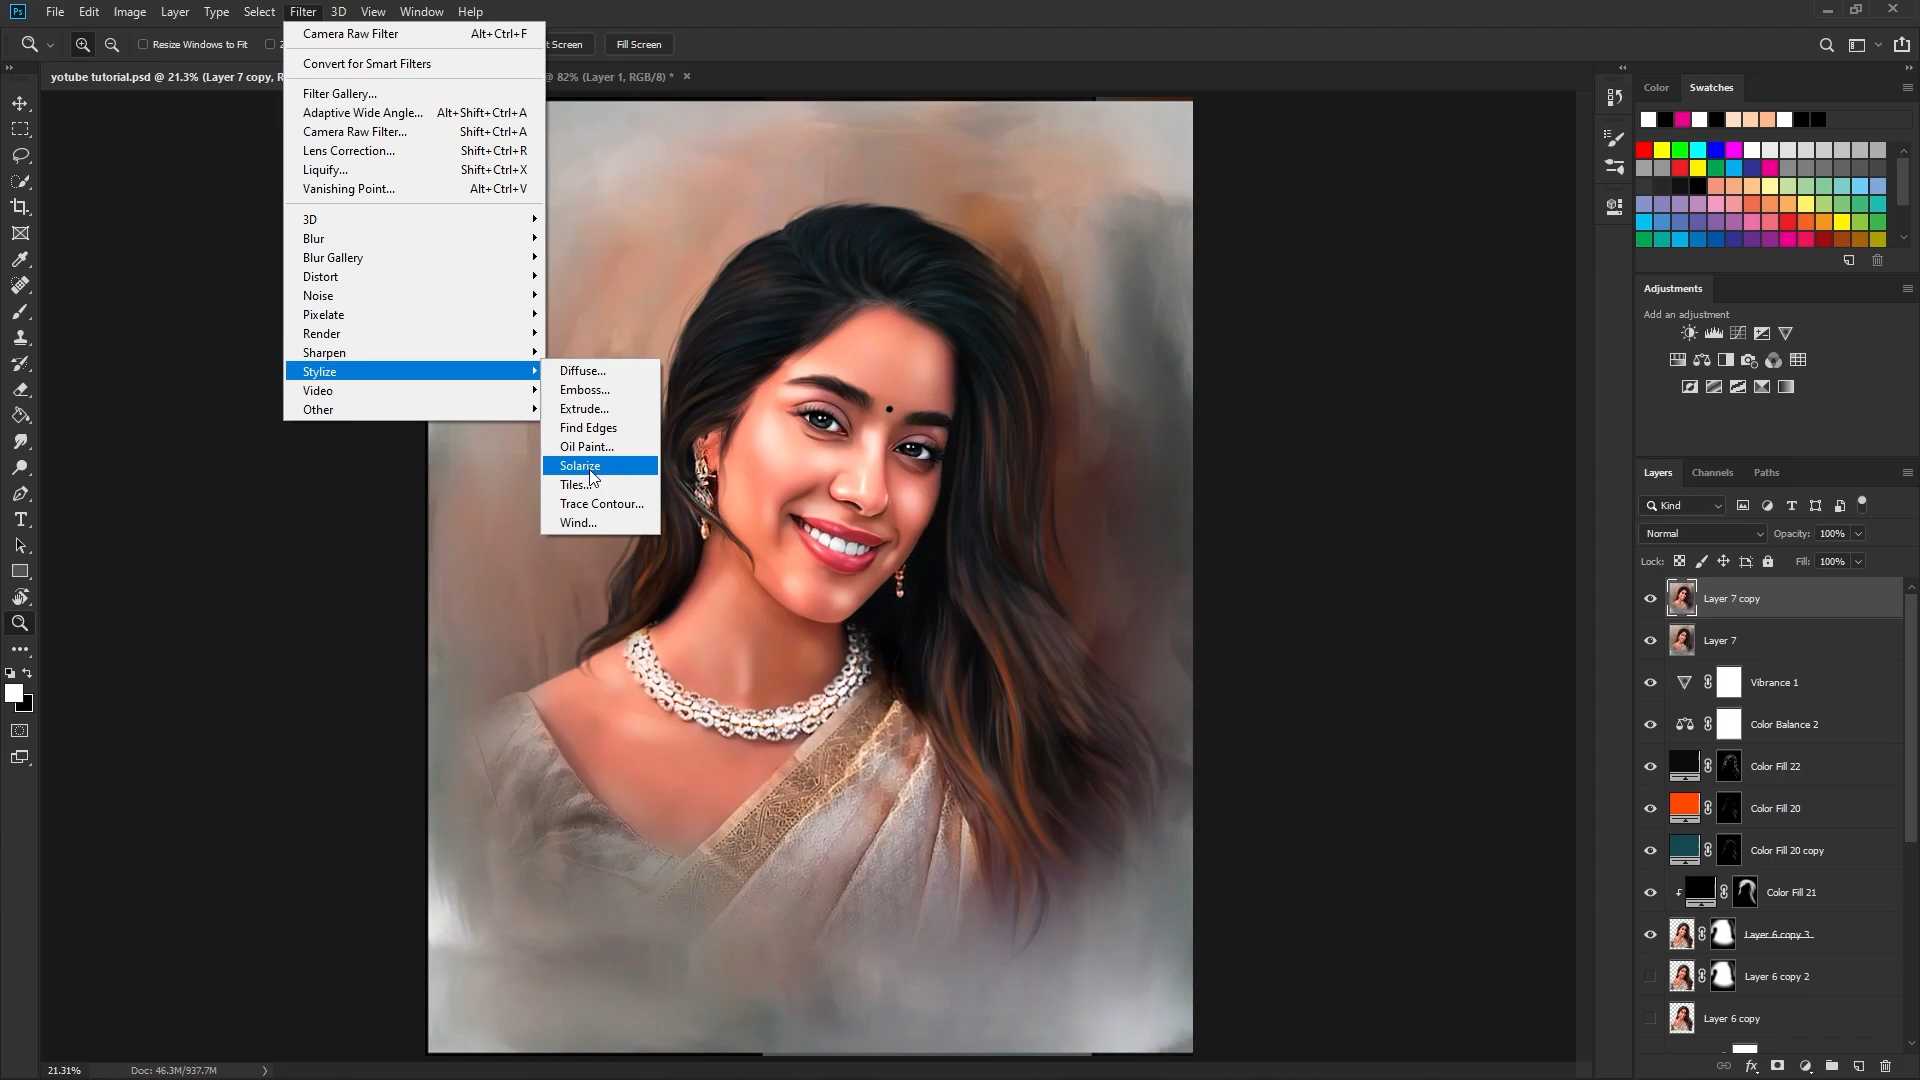 Ps File Edit Image Layer Type Select Filter 3D View Window Help
Resize Windows to Fit
Fill Screen
yotube tutorial.psd @ 21.3% (Layer 7 copy, R
@ 82% (Layer 1, RGB/8) *
Camera Raw Filter Alt+Ctrl+F
Convert for Smart Filters
Filter Gallery...
Adaptive Wide Angle... Alt+Shift+Ctrl+A
Camera Raw Filter... Shift+Ctrl+A
Lens Correction... Shift+Ctrl+R
Liquify... Shift+Ctrl+X
Vanishing Point... Alt+Ctrl+V
3D
Blur
Blur Gallery
Distort
Noise
Pixelate
Render
Sharpen
Stylize
Video
Other
Diffuse...
Emboss...
Extrude...
Find Edges
Oil Paint...
Solarize
Tiles...
Trace Contour...
Wind...
Color Swatches
Adjustments
Add an adjustment
Layers Channels Paths
Kind
Normal Opacity: 100%
Lock: Fill: 100%
Layer 7 copy
Layer 7
Vibrance 1
Color Balance 2
Color Fill 22
Color Fill 20
Color Fill 20 copy
Color Fill 21
Layer 6 copy 3
Layer 6 copy 2
Layer 6 copy
fx
21.31% Doc: 46.3M/937.7M